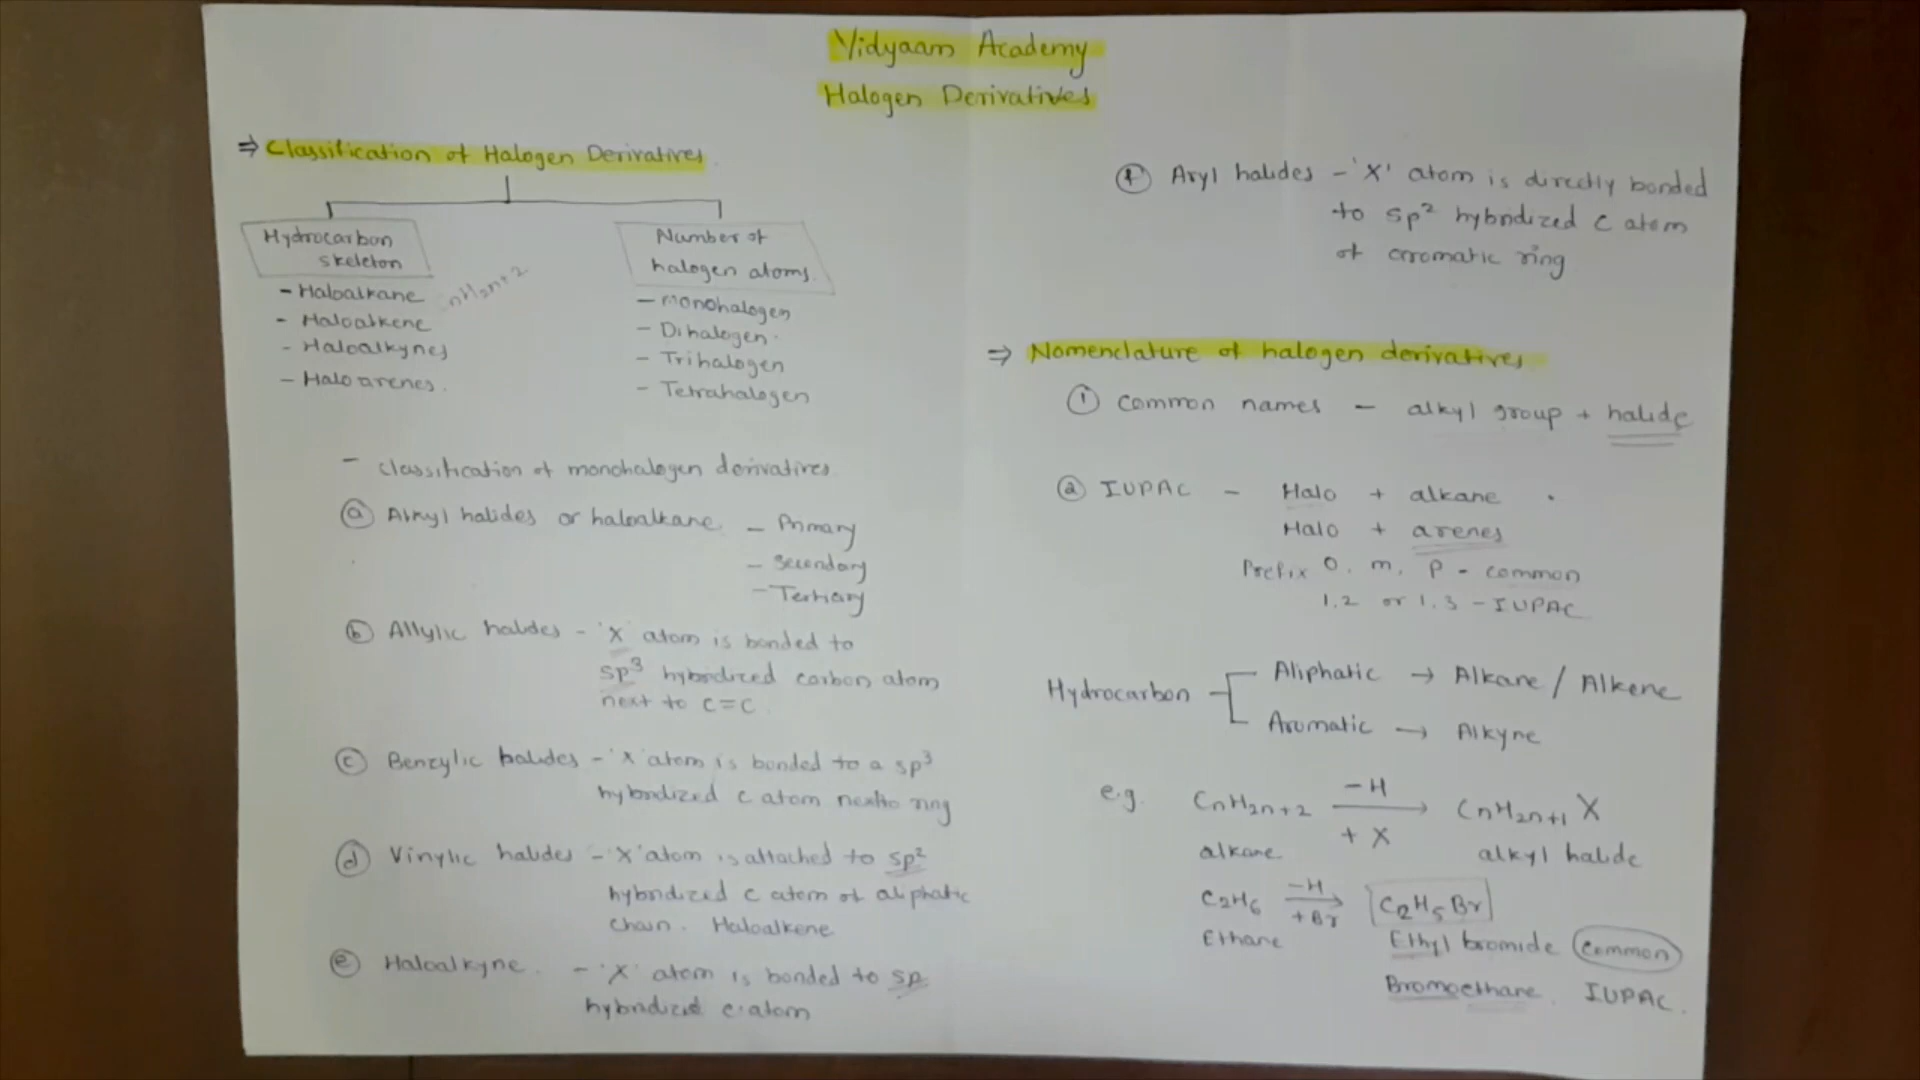 Vidyaam Academy
Halogen Derivatives
⇒ Classification of Halogen Derivatives.
Hydrocarbon
skeleton
- Haloalkane CnH2n+2
- Haloalkene
- Haloalkynes
- Haloarenes.
Number of
halogen atoms.
- monohalogen
- Dihalogen.
- Trihalogen
- Tetrahalogen
- classification of monohalogen derivatives.
ⓐ Alkyl halides or haloalkane. - Primary
- Secondary
- Tertiary
ⓑ Allylic halides - 'X' atom is bonded to
sp³ hybridized carbon atom
next to C=C.
ⓒ Benzylic halides - 'X' atom is bonded to a sp³
hybridized C atom next to ring
ⓓ Vinylic halides - 'X' atom is attached to sp²
hybridized C atom of aliphatic
chain. Haloalkene
ⓔ Haloalkyne. - 'X' atom is bonded to sp
hybridized C-atom
ⓕ Aryl halides - 'X' atom is directly bonded
to sp² hybridized C atom
of aromatic ring
⇒ Nomenclature of halogen derivatives.
① Common names - alkyl group + halide
② IUPAC - Halo + alkane
Halo + arenes
Prefix O, m, P - common
1,2 or 1,3 - IUPAC
Hydrocarbon
Aliphatic → Alkane / Alkene
Aromatic → Alkyne
e.g. CnH2n+2 -H → + X CnH2n+1 X
alkane alkyl halide
C2H6 -H → +Br C2H5Br
Ethane Ethyl bromide common
Bromoethane. IUPAC.